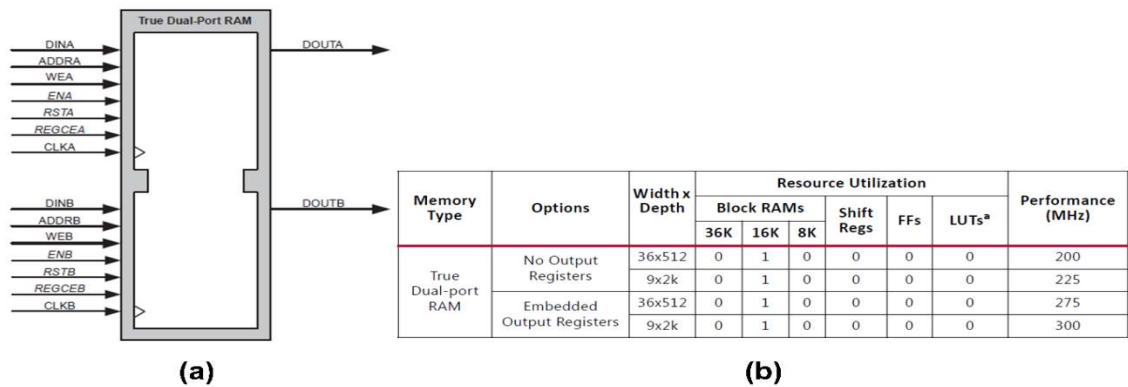 True Dual-Port RAM
DINA
ADDRA
WEA
ENA
RSTA
REGCEA
CLKA
DOUTA
DINB
ADDRB
WEB
ENB
RSTB
REGCEB
CLKB
DOUTB
(a)
Memory Type Options Width x Depth Resource Utilization Performance (MHz)
Block RAMs Shift Regs FFs LUTsᵃ
36K 16K 8K
True Dual-port RAM No Output Registers 36x512 0 1 0 0 0 0 200
9x2k 0 1 0 0 0 0 225
Embedded Output Registers 36x512 0 1 0 0 0 0 275
9x2k 0 1 0 0 0 0 300
(b)